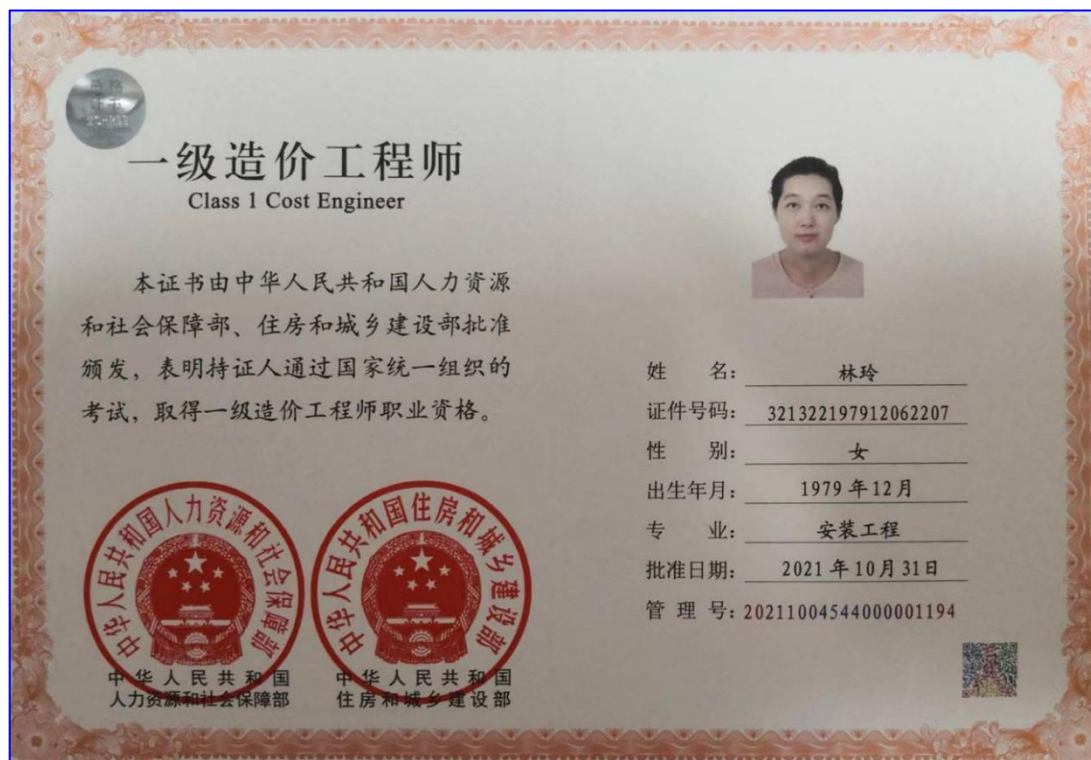 一级造价工程师
Class 1 Cost Engineer
本证书由中华人民共和国人力资源
和社会保障部、住房和城乡建设部批准
颁发，表明持证人通过国家统一组织的
考试，取得一级造价工程师职业资格。
中华人民共和国人力资源和社会保障部
中华人民共和国住房和城乡建设部
中华人民共和国
人力资源和社会保障部
中华人民共和国
住房和城乡建设部
姓名：林玲
证件号码：321322197912062207
性别：女
出生年月：1979年12月
专业：安装工程
批准日期：2021年10月31日
管理号：20211004544000001194